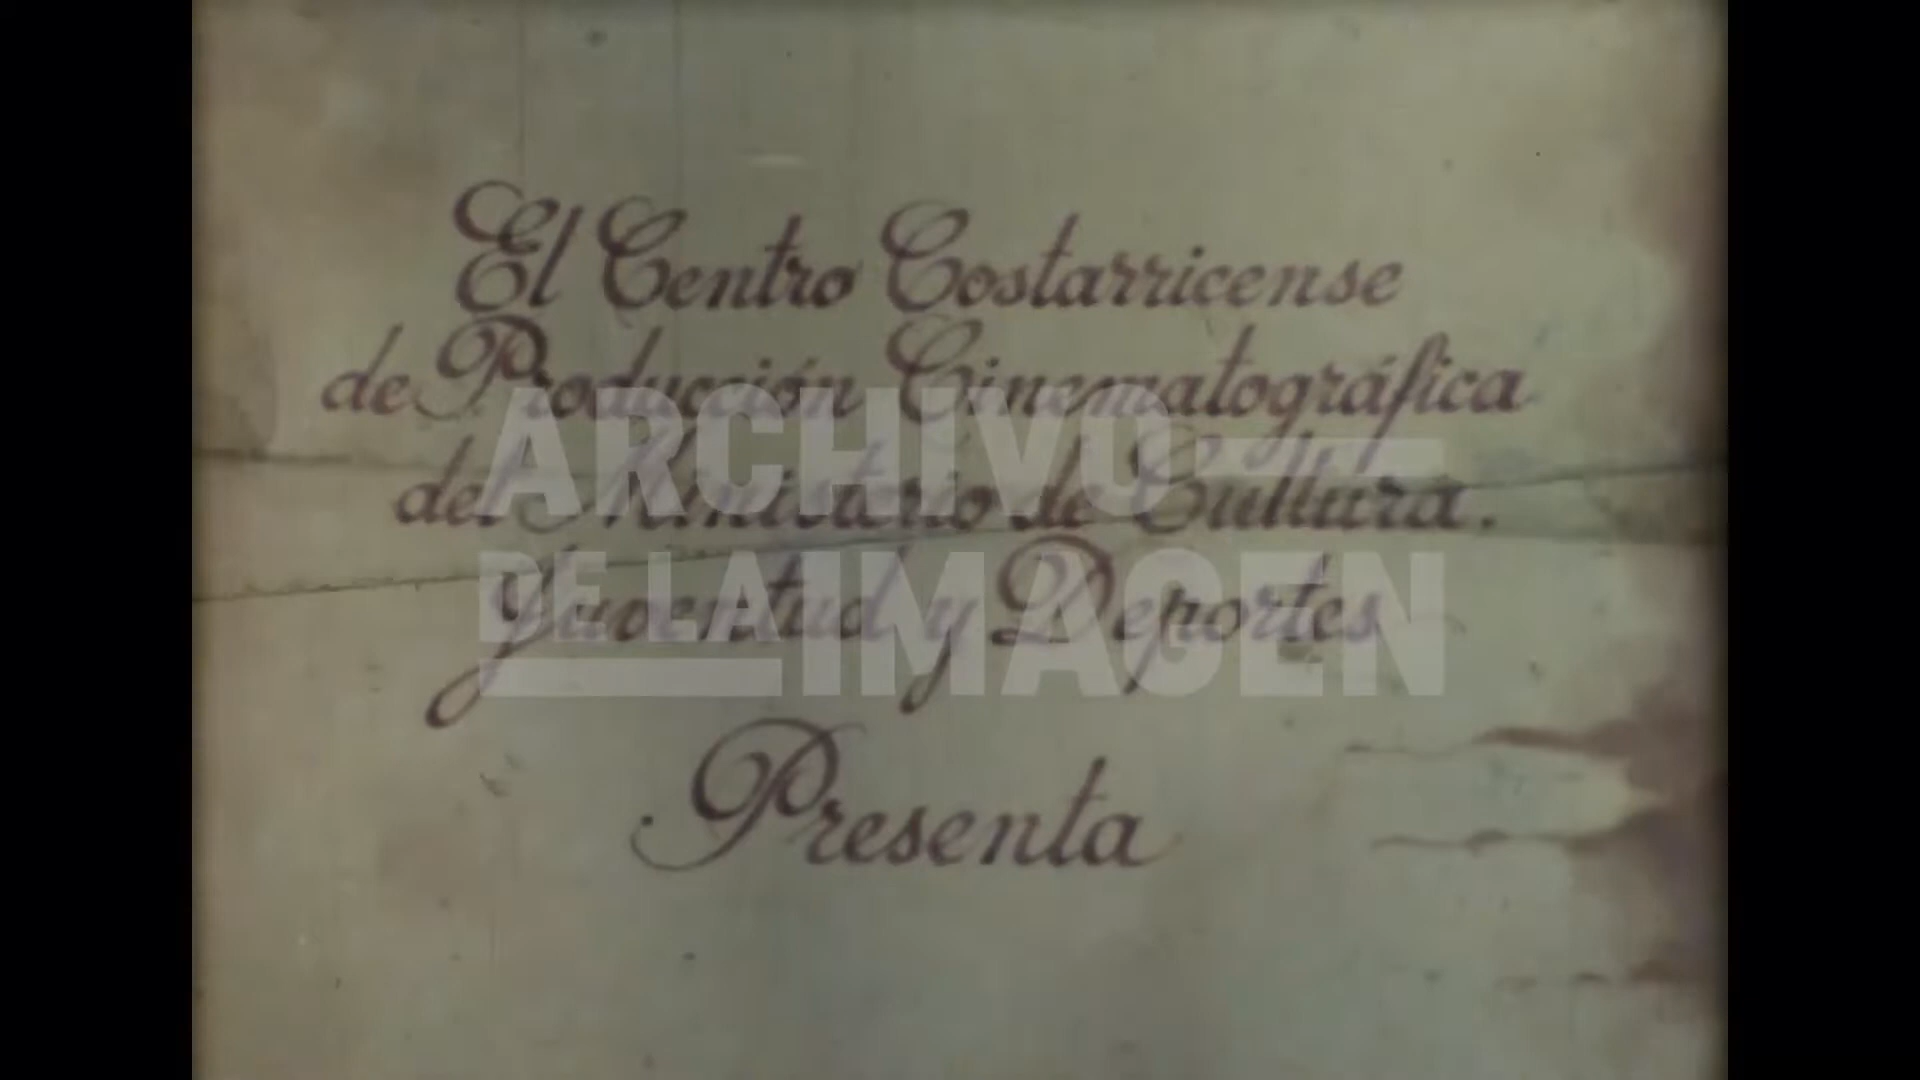 El Centro Costarricense
de Producción Cinematográfica
del Ministerio de Cultura.
Juventud y Deportes
Presenta
ARCHIVO
DE LA IMAGEN